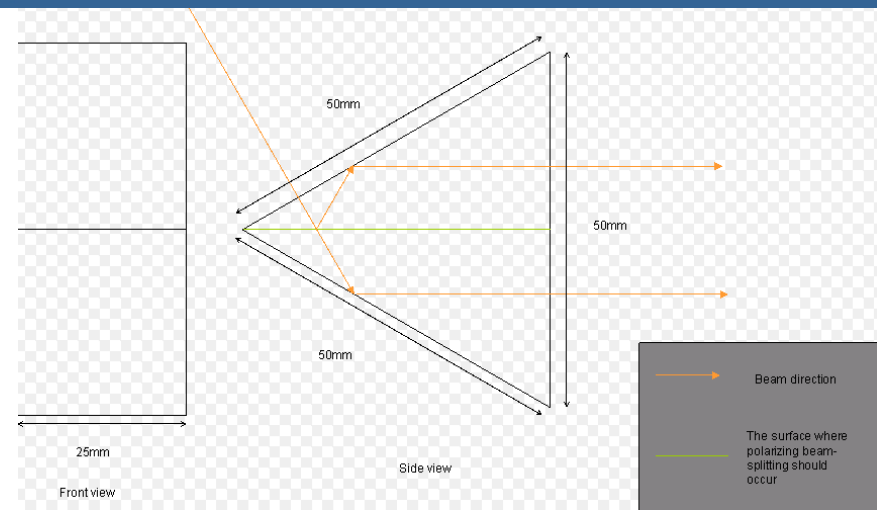 50mm
50mm
50mm
25mm
Side view
Front view
Beam direction
The surface where
polarizing beam-
splitting should
occur